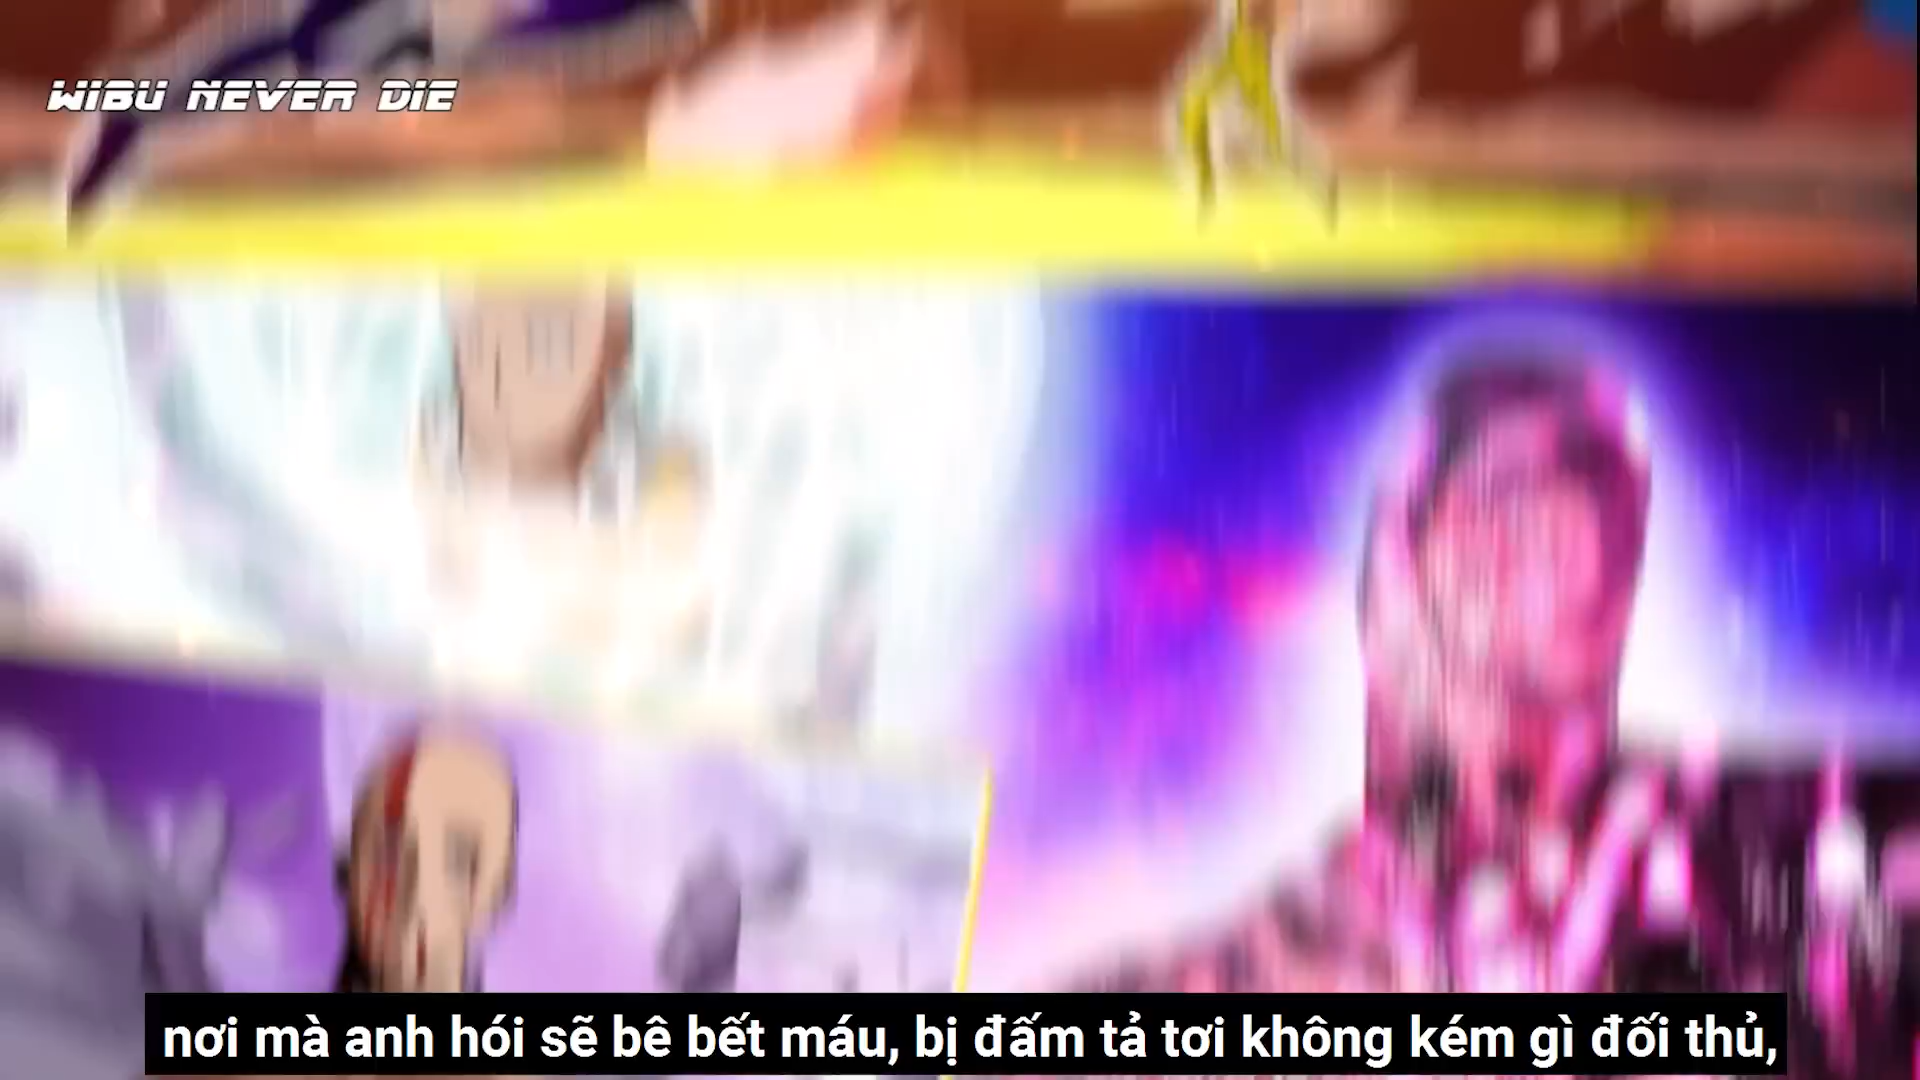 WIBU NEVER DIE
nơi mà anh hói sẽ bê bết máu, bị đấm tả tơi không kém gì đối thủ,